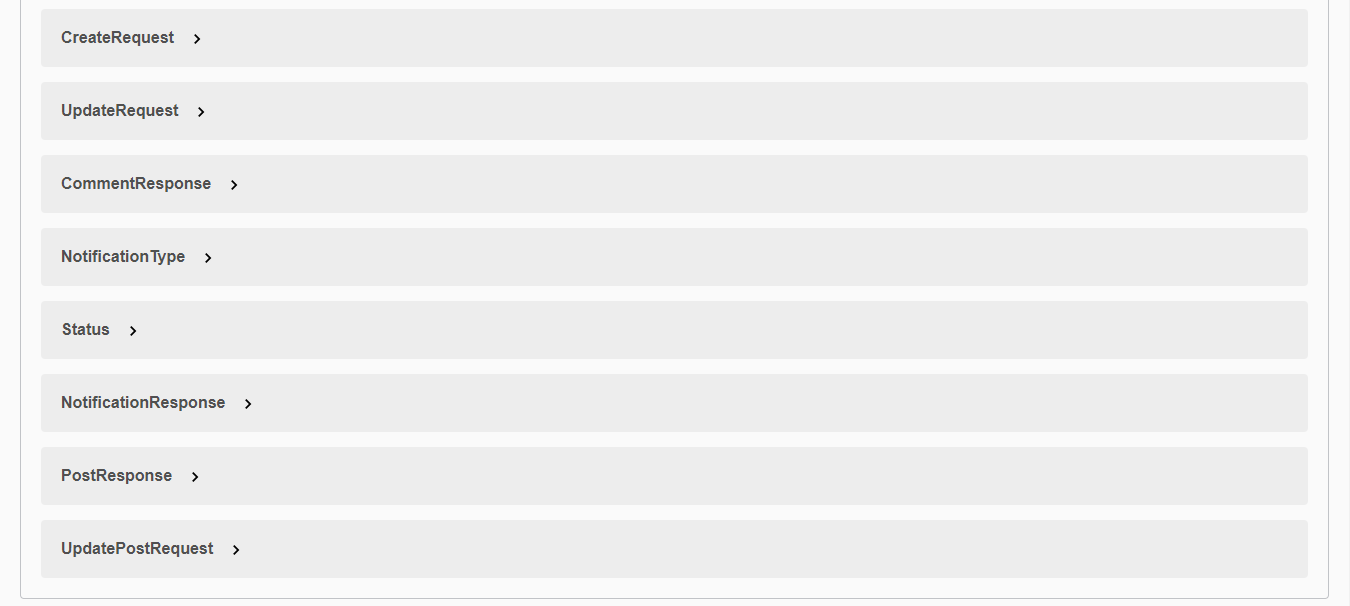 CreateRequest
UpdateRequest
CommentResponse
NotificationType
Status
NotificationResponse
PostResponse
UpdatePostRequest